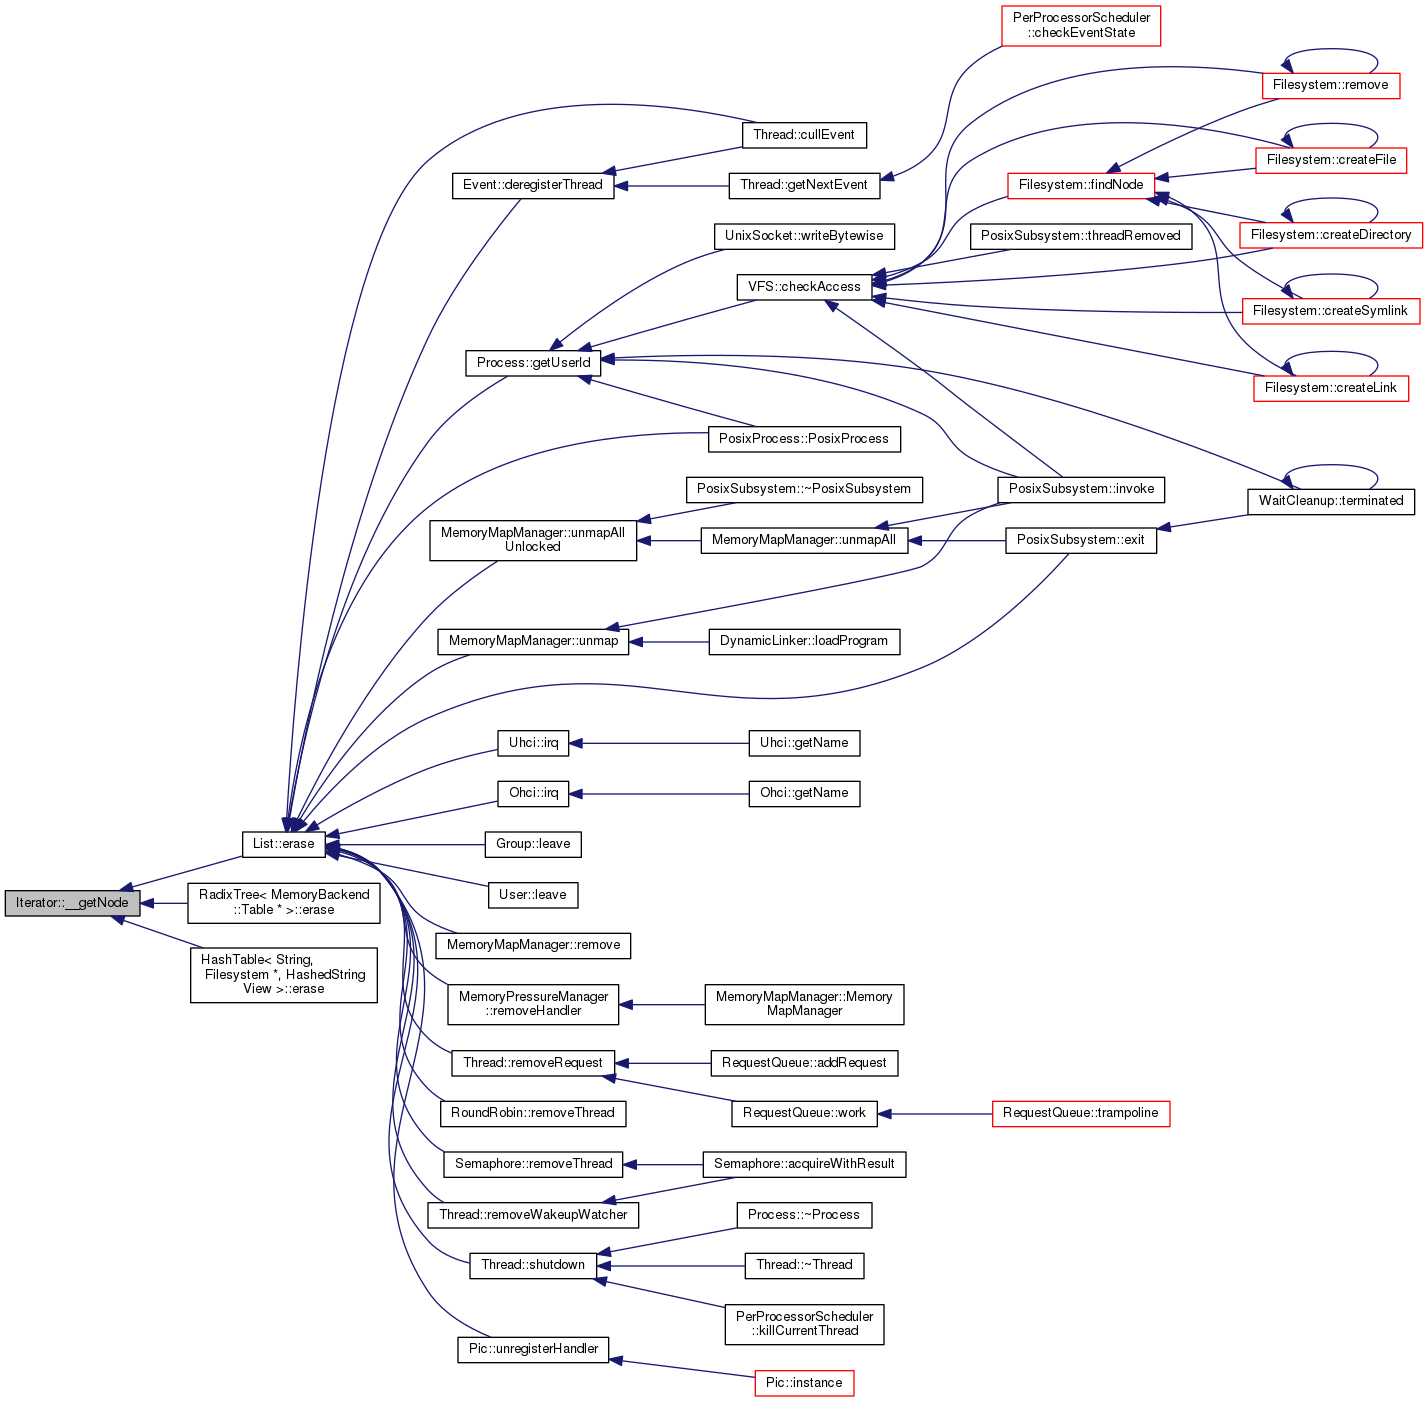 PerProcessorScheduler
::checkEventState
Filesystem::remove
Thread::cullEvent
Filesystem::createFile
Event::deregisterThread
Thread::getNextEvent
Filesystem::findNode
UnixSocket::writeBytewise
PosixSubsystem::threadRemoved
Filesystem::createDirectory
VFS::checkAccess
Filesystem::createSymlink
Process::getUserId
Filesystem::createLink
PosixProcess::PosixProcess
PosixSubsystem::~PosixSubsystem
PosixSubsystem::invoke
WaitCleanup::terminated
MemoryMapManager::unmapAll
Unlocked
MemoryMapManager::unmapAll
PosixSubsystem::exit
MemoryMapManager::unmap
DynamicLinker::loadProgram
Uhci::irq
Uhci::getName
Ohci::irq
Ohci::getName
List::erase
Group::leave
Iterator::__getNode
RadixTree< MemoryBackend
::Table * >::erase
User::leave
MemoryMapManager::remove
HashTable< String,
Filesystem *, HashedString
View >::erase
MemoryPressureManager
::removeHandler
MemoryMapManager::Memory
MapManager
Thread::removeRequest
RequestQueue::addRequest
RoundRobin::removeThread
RequestQueue::work
RequestQueue::trampoline
Semaphore::removeThread
Semaphore::acquireWithResult
Thread::removeWakeupWatcher
Process::~Process
Thread::shutdown
Thread::~Thread
PerProcessorScheduler
::killCurrentThread
Pic::unregisterHandler
Pic::instance